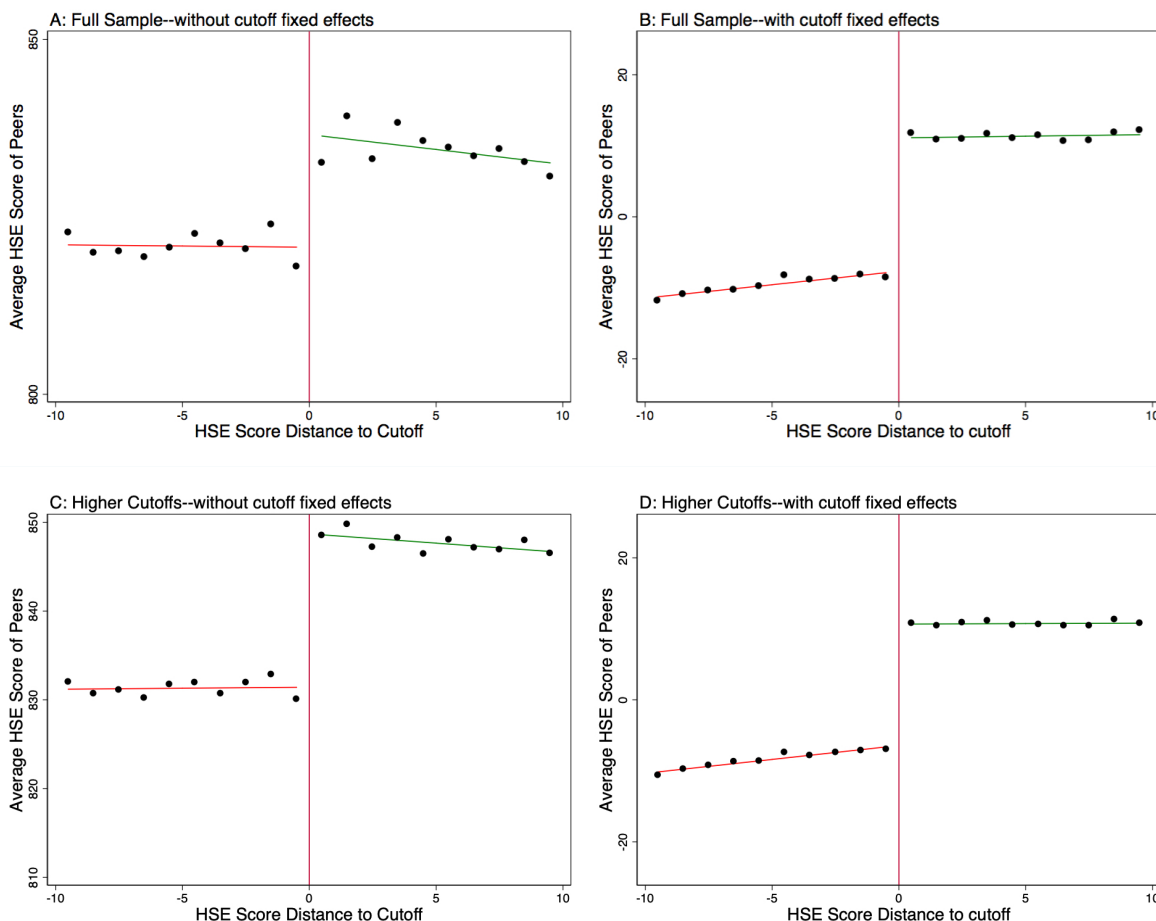 A: Full Sample--without cutoff fixed effects
850
800
Average HSE Score of Peers
-10 -5 0 5 10
HSE Score Distance to Cutoff
B: Full Sample--with cutoff fixed effects
20
0
-20
Average HSE Score of Peers
-10 -5 0 5 10
HSE Score Distance to cutoff
C: Higher Cutoffs--without cutoff fixed effects
850
840
830
820
810
Average HSE Score of Peers
-10 -5 0 5 10
HSE Score Distance to Cutoff
D: Higher Cutoffs--with cutoff fixed effects
20
0
-20
Average HSE Score of Peers
-10 -5 0 5 10
HSE Score Distance to cutoff